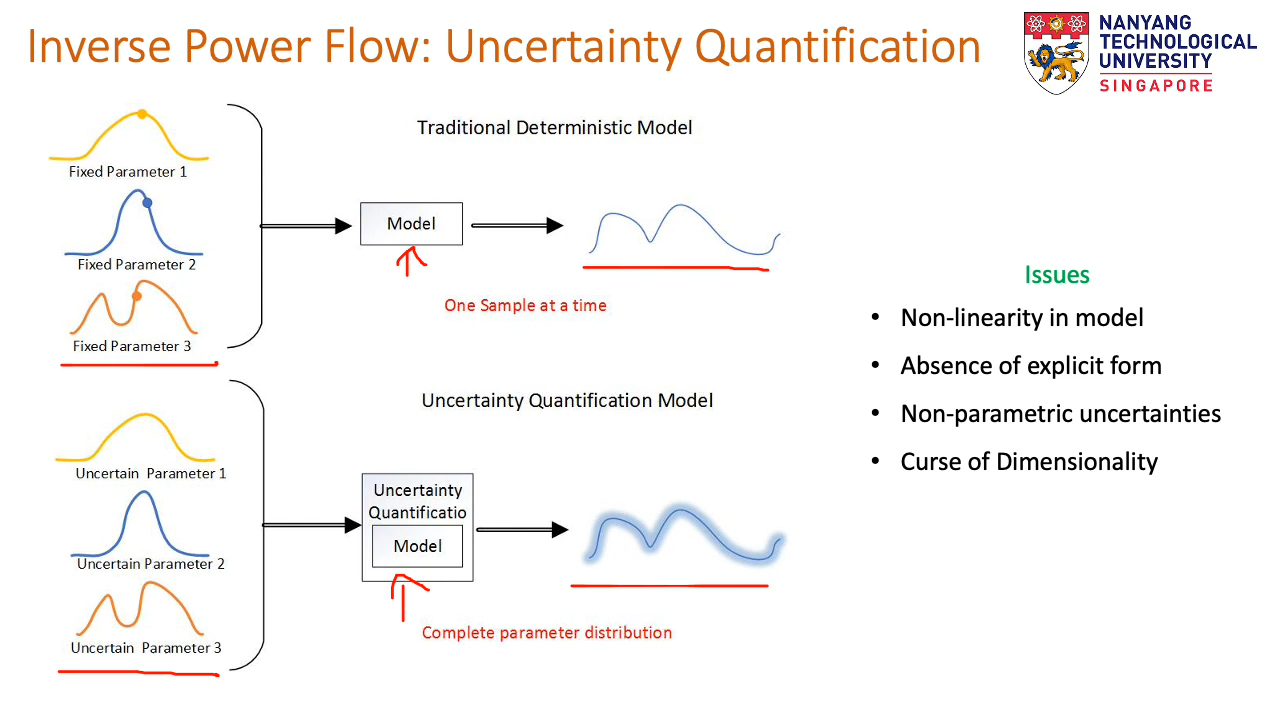 Inverse Power Flow: Uncertainty Quantification
NANYANG
TECHNOLOGICAL
UNIVERSITY
SINGAPORE
Traditional Deterministic Model
Fixed Parameter 1
Fixed Parameter 2
Fixed Parameter 3
Model
One Sample at a time
Uncertainty Quantification Model
Uncertain Parameter 1
Uncertain Parameter 2
Uncertain Parameter 3
Uncertainty
Quantificatio
Model
Complete parameter distribution
Issues
• Non-linearity in model
• Absence of explicit form
• Non-parametric uncertainties
• Curse of Dimensionality